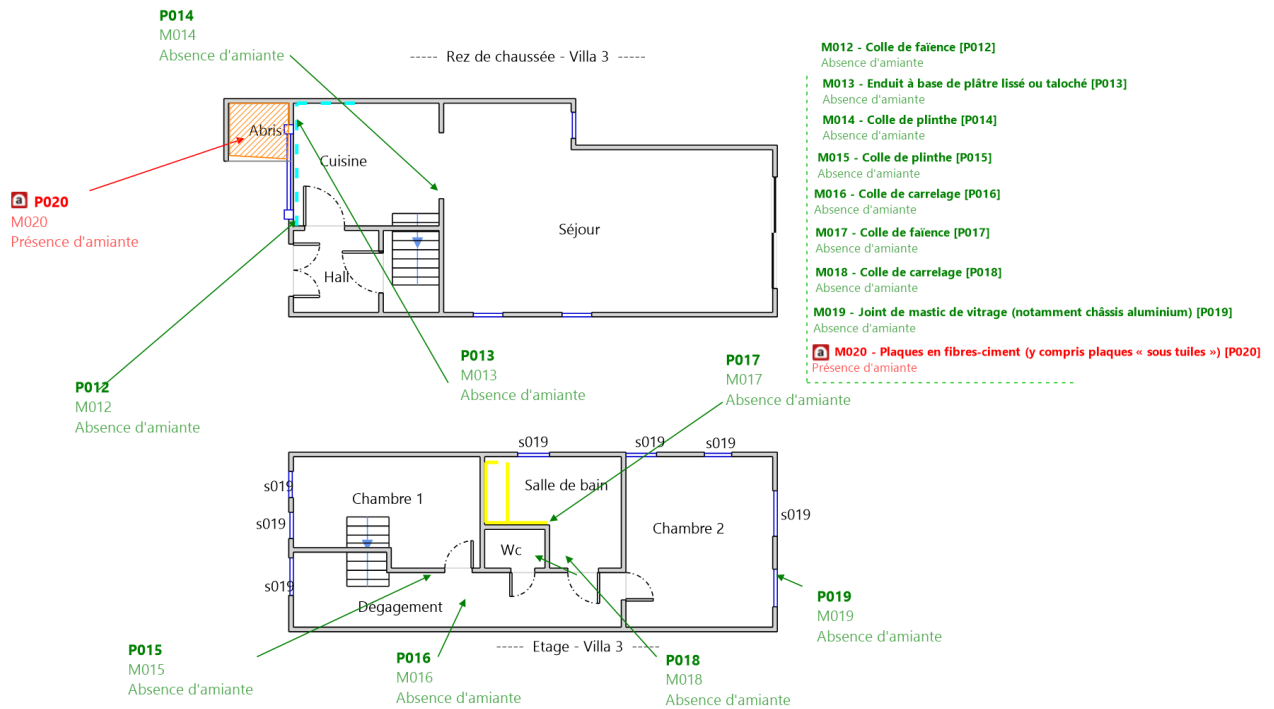 P014
M014
Absence d'amiante
----- Rez de chaussée - Villa 3 -----
M012 - Colle de faïence [P012]
Absence d'amiante
M013 - Enduit à base de plâtre lissé ou taloché [P013]
Absence d'amiante
M014 - Colle de plinthe [P014]
Absence d'amiante
M015 - Colle de plinthe [P015]
Absence d'amiante
M016 - Colle de carrelage [P016]
Absence d'amiante
M017 - Colle de faïence [P017]
Absence d'amiante
M018 - Colle de carrelage [P018]
Absence d'amiante
M019 - Joint de mastic de vitrage (notamment châssis aluminium) [P019]
Absence d'amiante
a M020 - Plaques en fibres-ciment (y compris plaques « sous tuiles ») [P020]
Présence d'amiante
Abris
Cuisine
a P020
M020
Présence d'amiante
Séjour
Hall
P012
M012
Absence d'amiante
P013
M013
Absence d'amiante
P017
M017
Absence d'amiante
s019
s019
s019
s019
s019
s019
s019
Chambre 1
Salle de bain
Chambre 2
Wc
Dégagement
P015
M015
Absence d'amiante
P016
M016
Absence d'amiante
----- Etage - Villa 3 -----
P018
M018
Absence d'amiante
P019
M019
Absence d'amiante